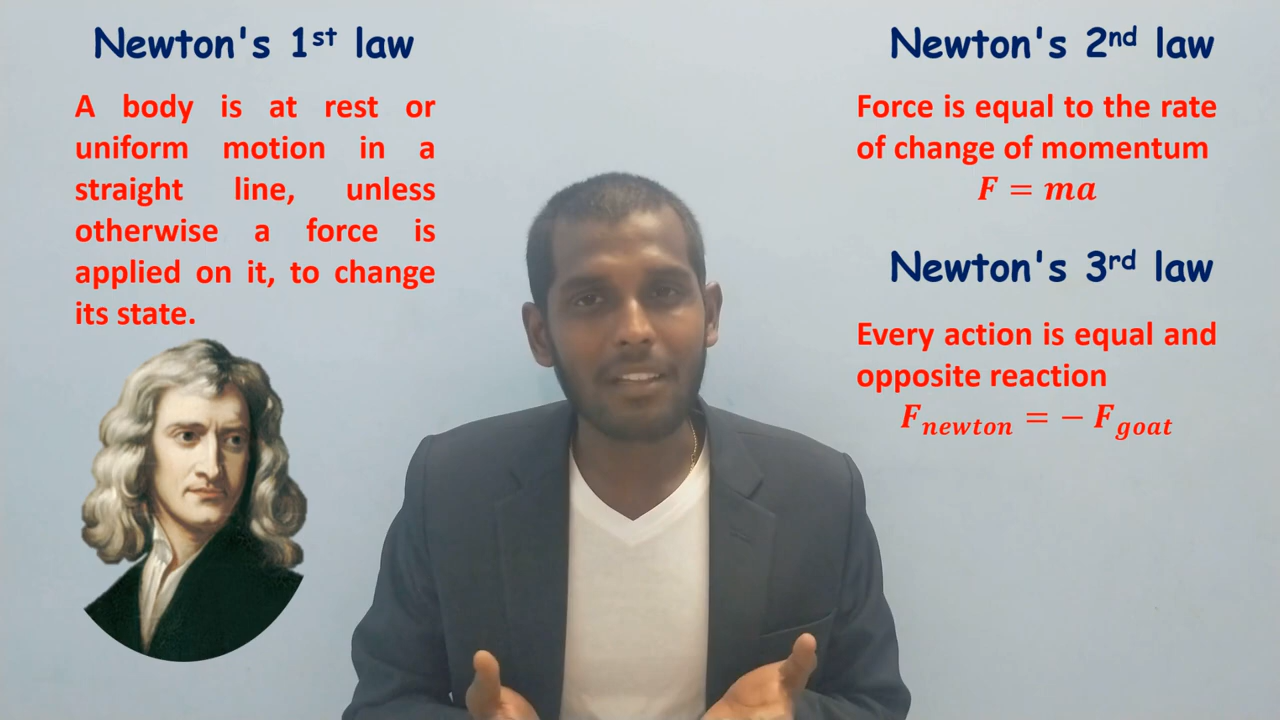 Newton's 1st law
A body is at rest or
uniform motion in a
straight line, unless
otherwise a force is
applied on it, to change
its state.
Newton's 2nd law
Force is equal to the rate
of change of momentum
F = ma
Newton's 3rd law
Every action is equal and
opposite reaction
F_newton = − F_goat